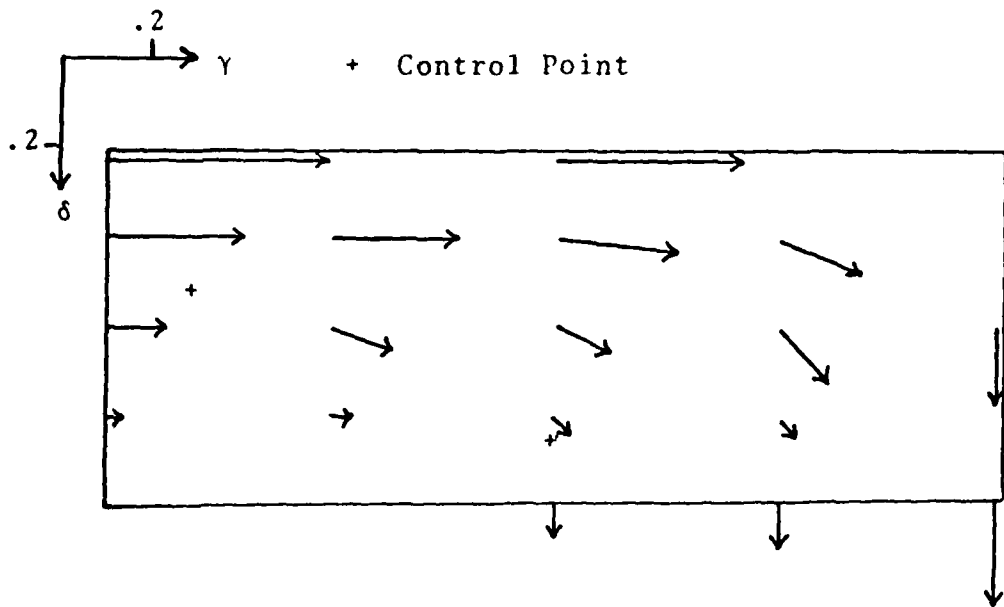 .2
γ
+ Control Point
.2
δ